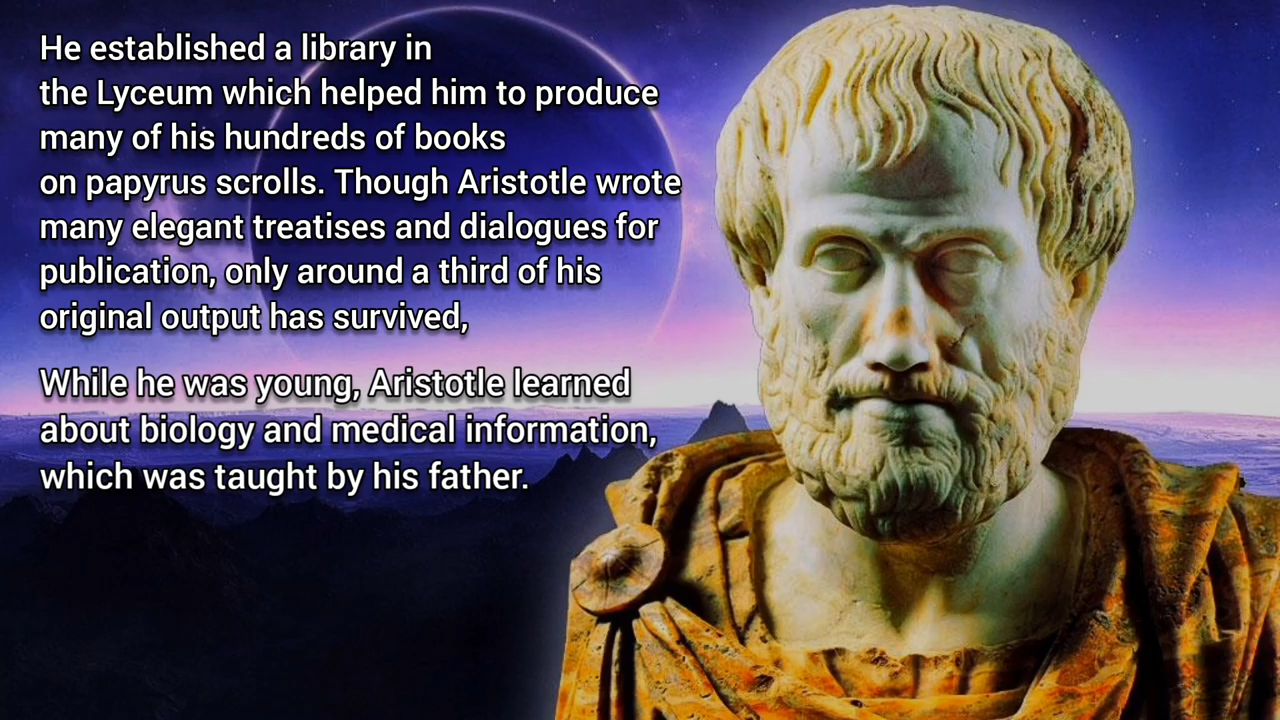 He established a library in
the Lyceum which helped him to produce
many of his hundreds of books
on papyrus scrolls. Though Aristotle wrote
many elegant treatises and dialogues for
publication, only around a third of his
original output has survived,
While he was young, Aristotle learned
about biology and medical information,
which was taught by his father.